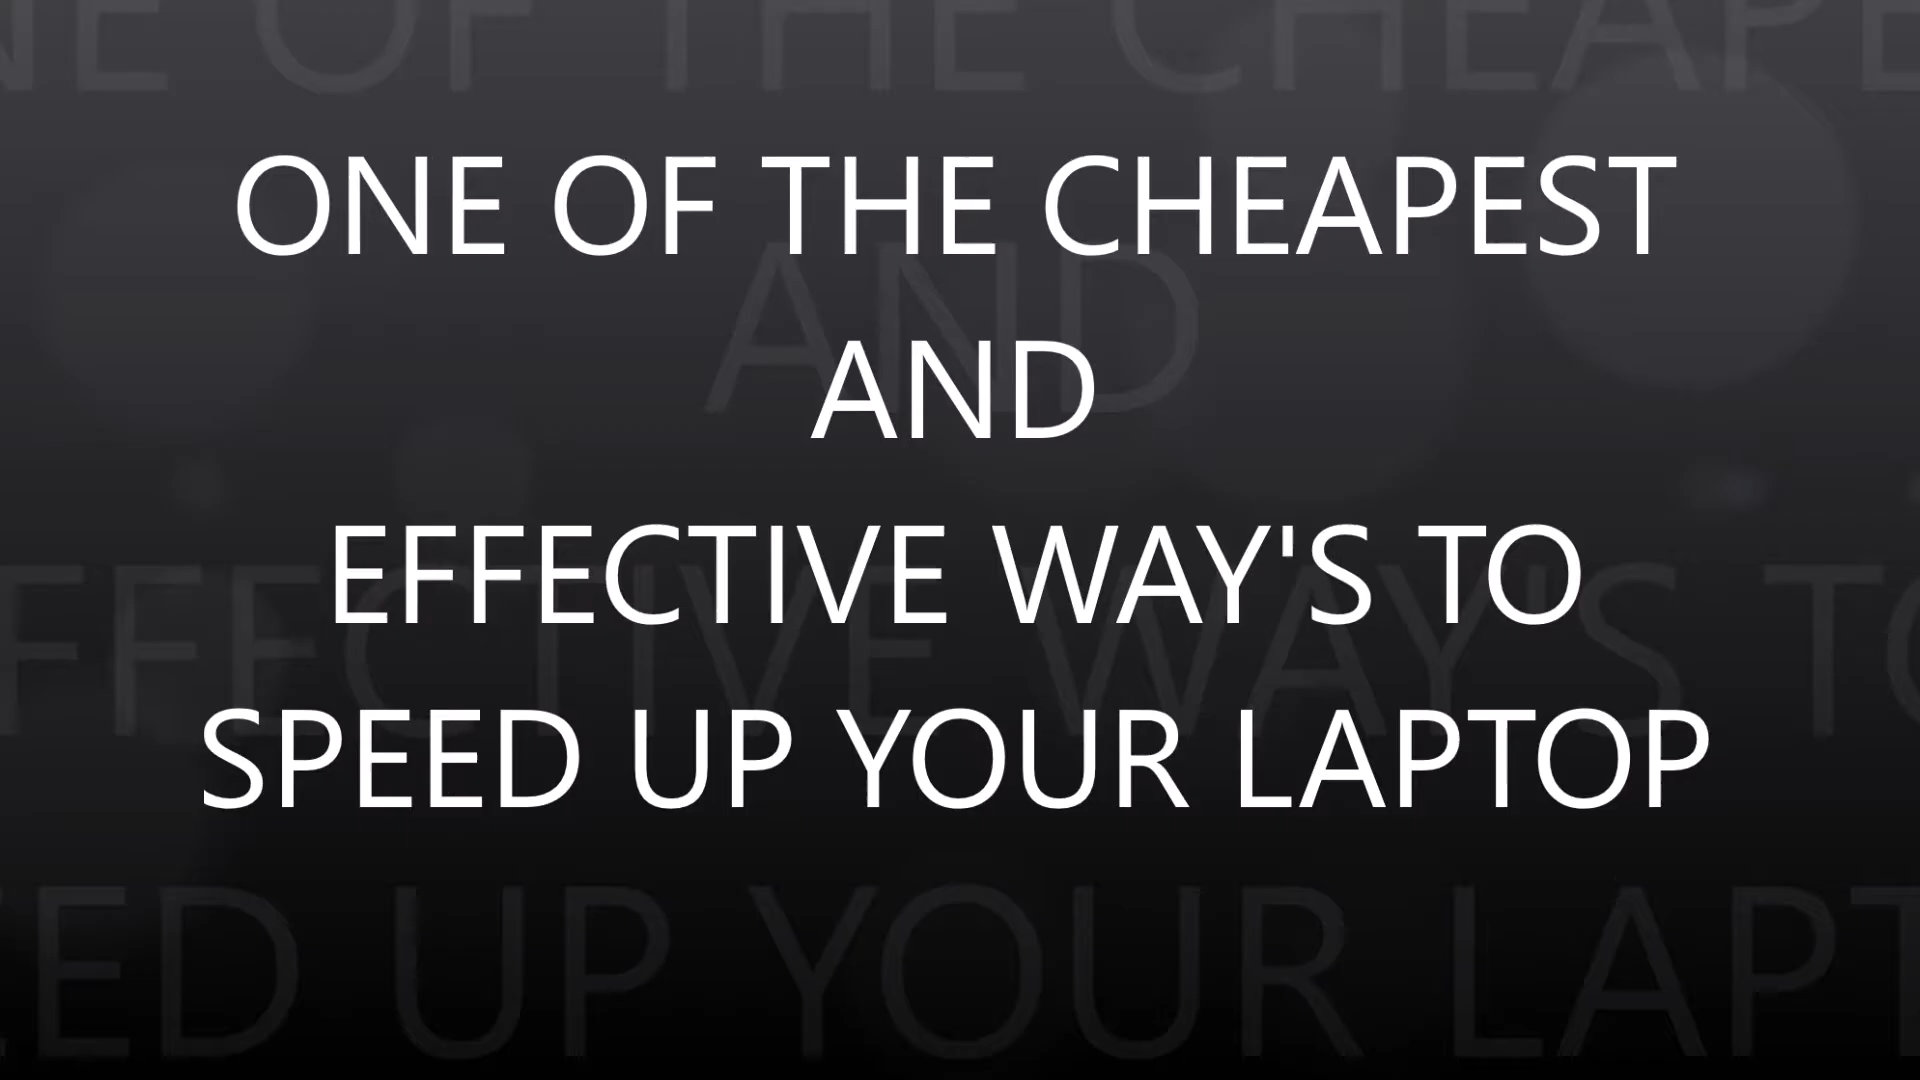 ONE OF THE CHEAPEST
AND
EFFECTIVE WAY'S TO
SPEED UP YOUR LAPTOP